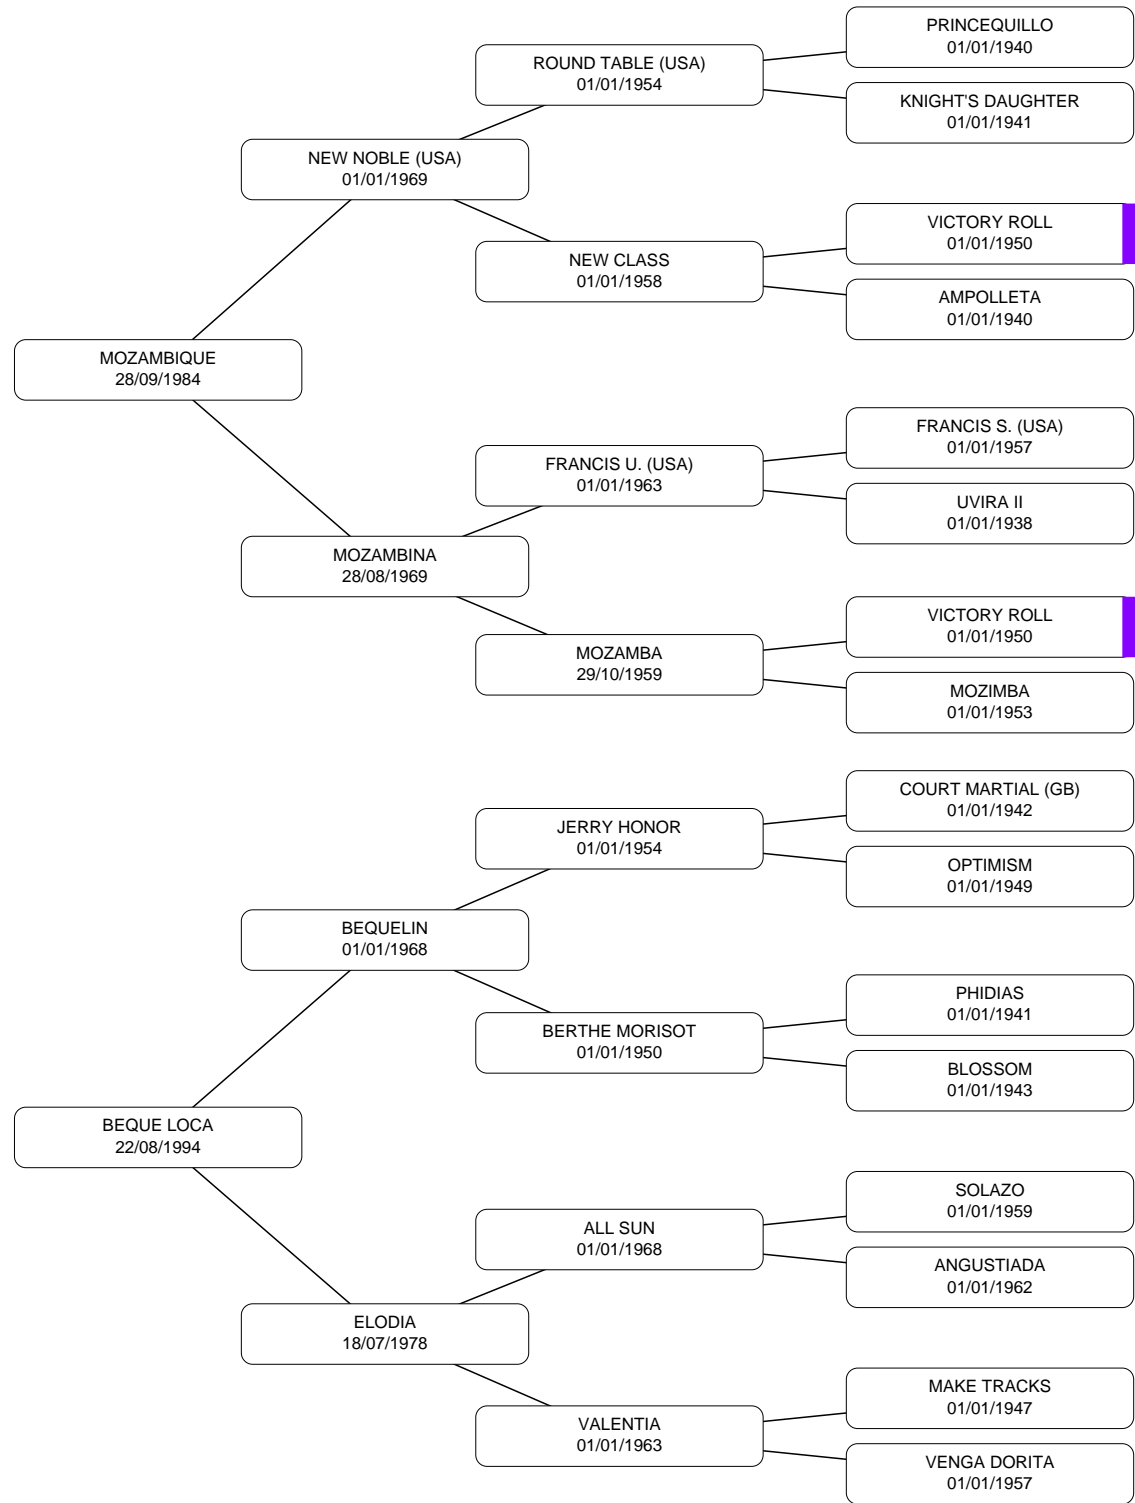 PRINCEQUILLO
01/01/1940
ROUND TABLE (USA)
01/01/1954
KNIGHT'S DAUGHTER
01/01/1941
NEW NOBLE (USA)
01/01/1969
VICTORY ROLL
01/01/1950
NEW CLASS
01/01/1958
AMPOLLETA
01/01/1940
MOZAMBIQUE
28/09/1984
FRANCIS S. (USA)
01/01/1957
FRANCIS U. (USA)
01/01/1963
UVIRA II
01/01/1938
MOZAMBINA
28/08/1969
VICTORY ROLL
01/01/1950
MOZAMBA
29/10/1959
MOZIMBA
01/01/1953
COURT MARTIAL (GB)
01/01/1942
JERRY HONOR
01/01/1954
OPTIMISM
01/01/1949
BEQUELIN
01/01/1968
PHIDIAS
01/01/1941
BERTHE MORISOT
01/01/1950
BLOSSOM
01/01/1943
BEQUE LOCA
22/08/1994
SOLAZO
01/01/1959
ALL SUN
01/01/1968
ANGUSTIADA
01/01/1962
ELODIA
18/07/1978
MAKE TRACKS
01/01/1947
VALENTIA
01/01/1963
VENGA DORITA
01/01/1957